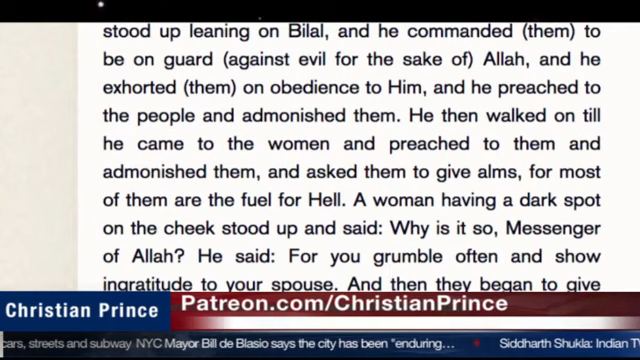 stood up leaning on Bilal, and he commanded (them) to
be on guard (against evil for the sake of) Allah, and he
exhorted (them) on obedience to Him, and he preached to
the people and admonished them. He then walked on till
he came to the women and preached to them and
admonished them, and asked them to give alms, for most
of them are the fuel for Hell. A woman having a dark spot
on the cheek stood up and said: Why is it so, Messenger
of Allah? He said: For you grumble often and show
ingratitude to your spouse. And then they began to give
Christian Prince
Patreon.com/ChristianPrince
cars, streets and subway NYC Mayor Bill de Blasio says the city has been "enduring... Siddharth Shukla: Indian T